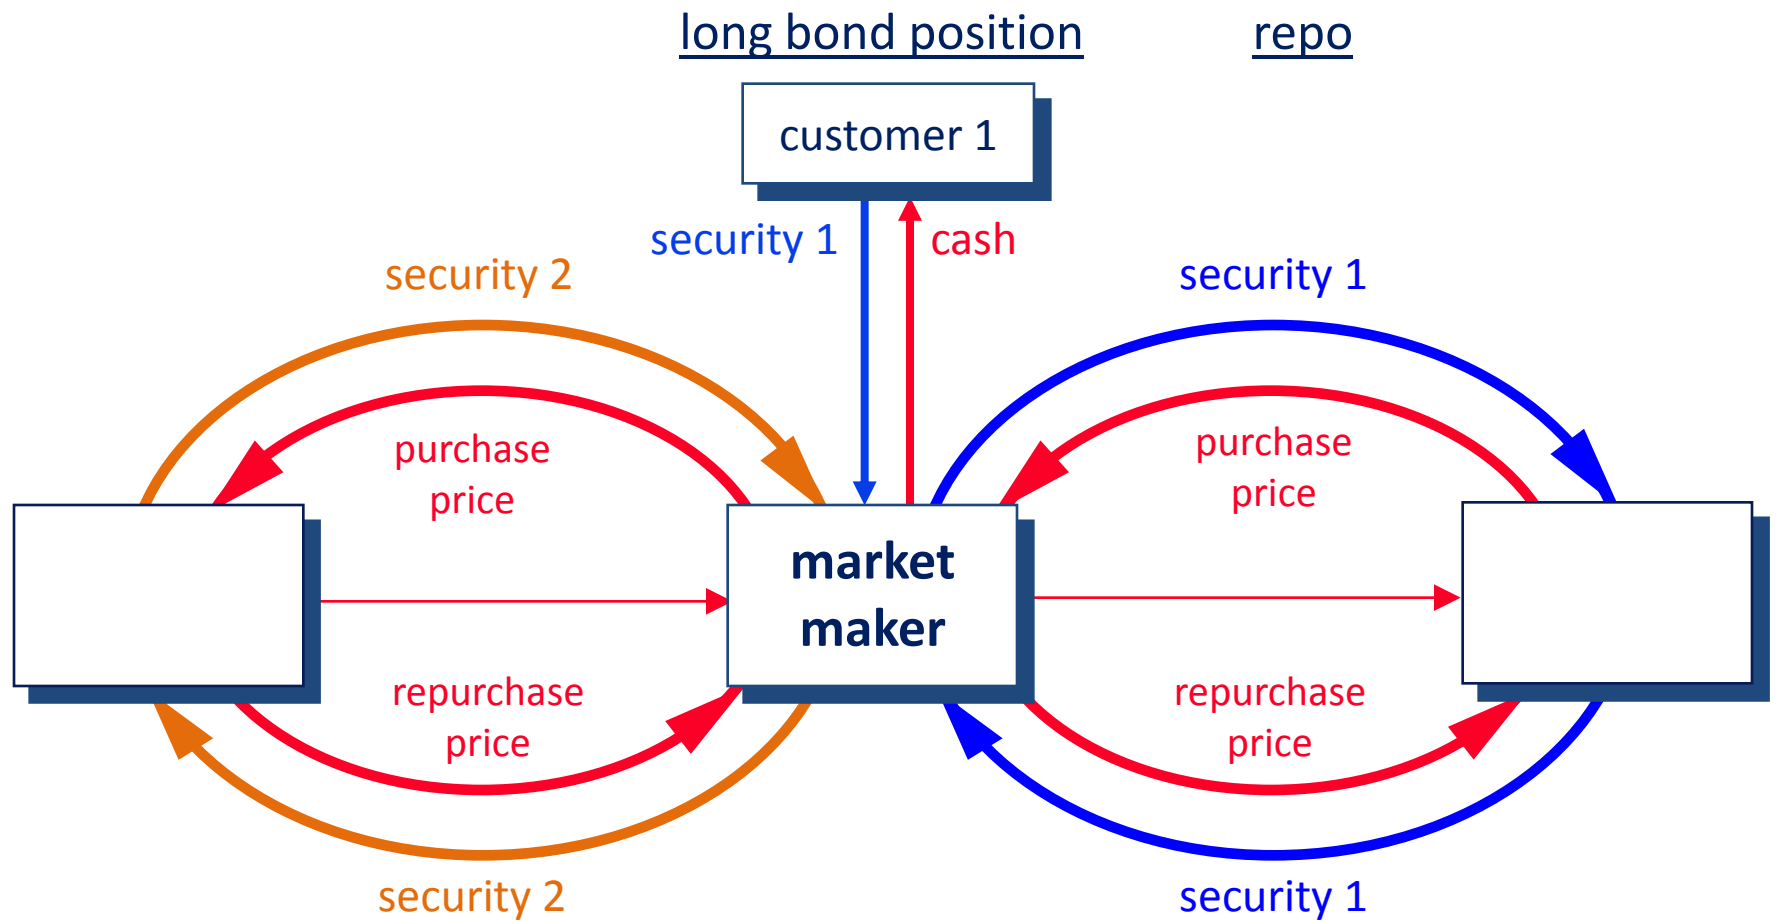 long bond position
repo
customer 1
security 1
cash
security 2
security 1
purchase
price
purchase
price
market
maker
repurchase
price
repurchase
price
security 2
security 1